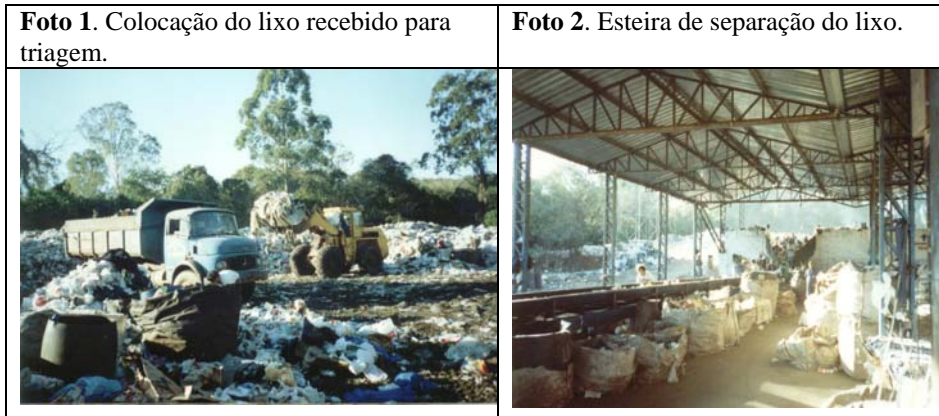 Foto 1. Colocação do lixo recebido para
triagem.
Foto 2. Esteira de separação do lixo.